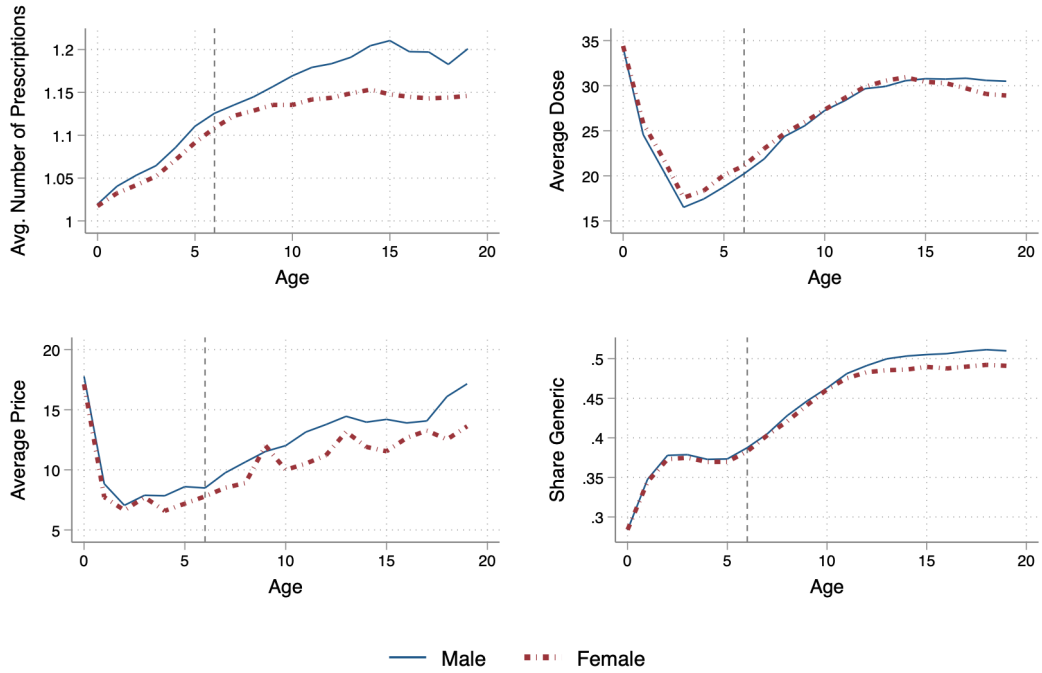 Avg. Number of Prescriptions
1.2
1.15
1.1
1.05
1
0 5 10 15 20
Age
Average Dose
35
30
25
20
15
0 5 10 15 20
Age
Average Price
20
15
10
5
0 5 10 15 20
Age
Share Generic
.5
.45
.4
.35
.3
0 5 10 15 20
Age
Male Female